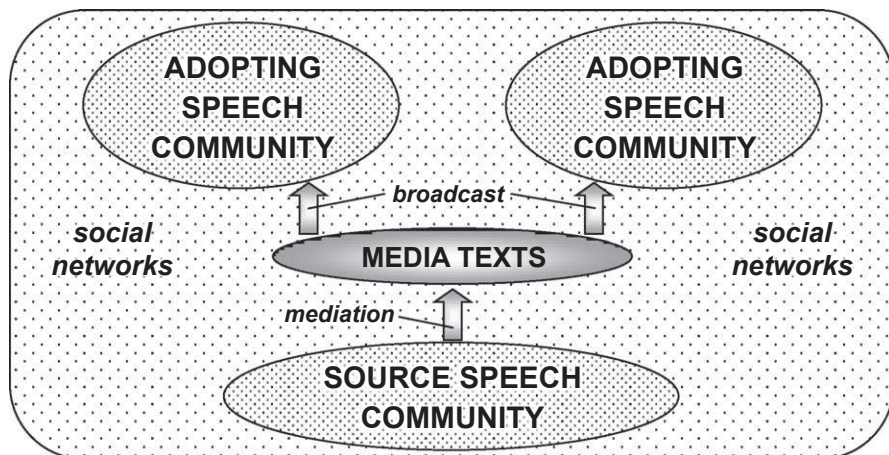 ADOPTING
SPEECH
COMMUNITY
ADOPTING
SPEECH
COMMUNITY
broadcast
social
networks
MEDIA TEXTS
social
networks
mediation
SOURCE SPEECH
COMMUNITY